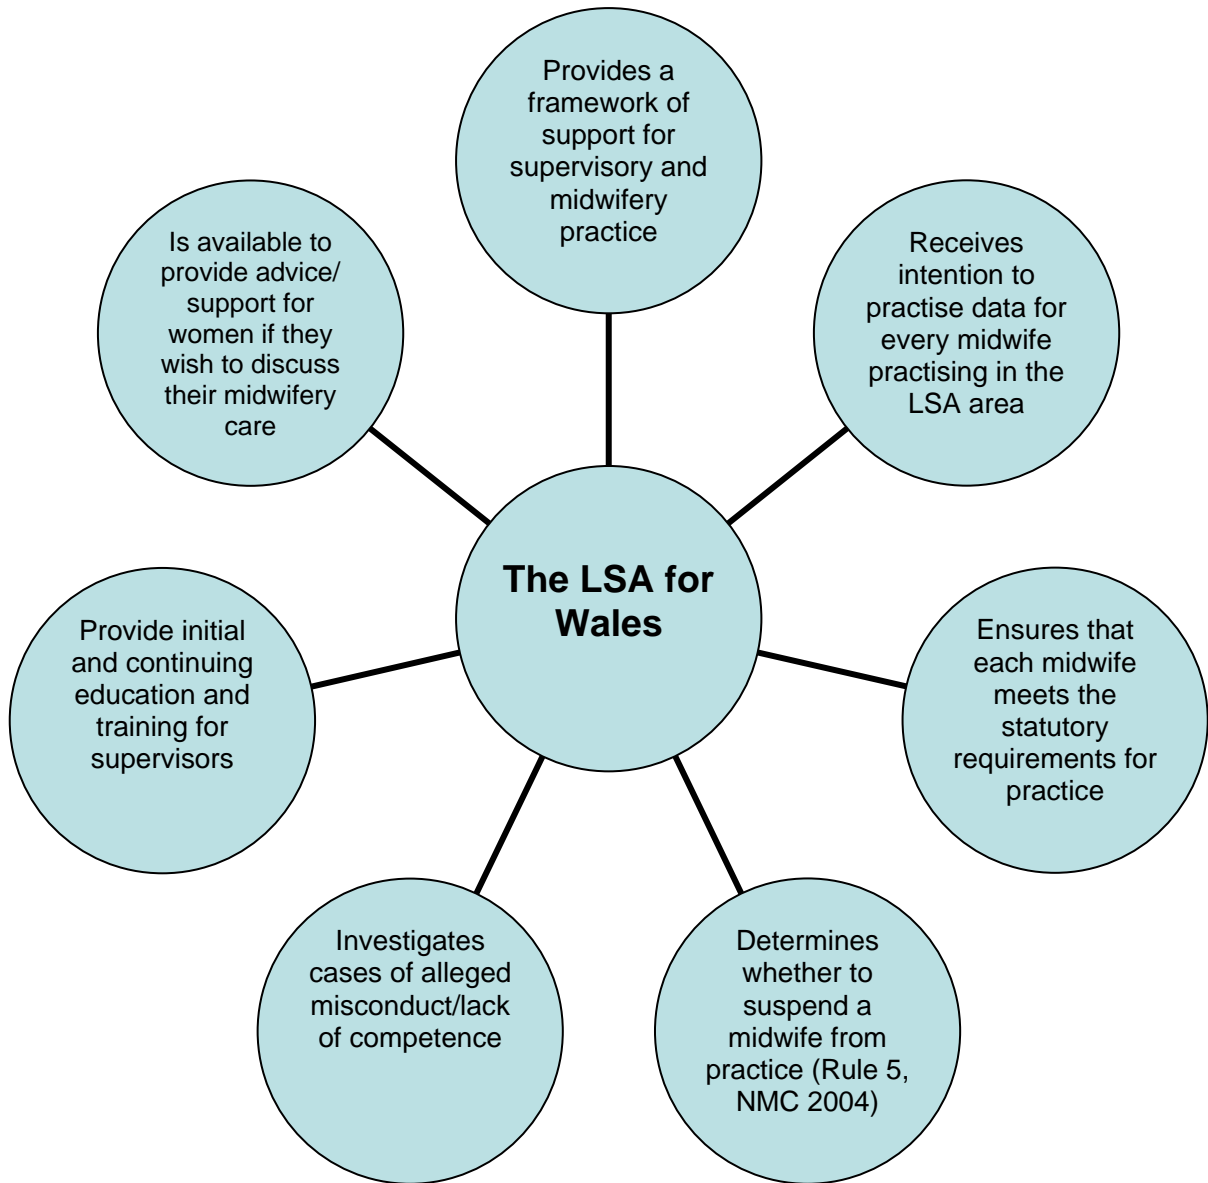 Provides a
framework of
support for
supervisory and
midwifery
practice
Receives
intention to
practise data for
every midwife
practising in the
LSA area
Ensures that
each midwife
meets the
statutory
requirements for
practice
Determines
whether to
suspend a
midwife from
practice (Rule 5,
NMC 2004)
Investigates
cases of alleged
misconduct/lack
of competence
Provide initial
and continuing
education and
training for
supervisors
Is available to
provide advice/
support for
women if they
wish to discuss
their midwifery
care
The LSA for
Wales